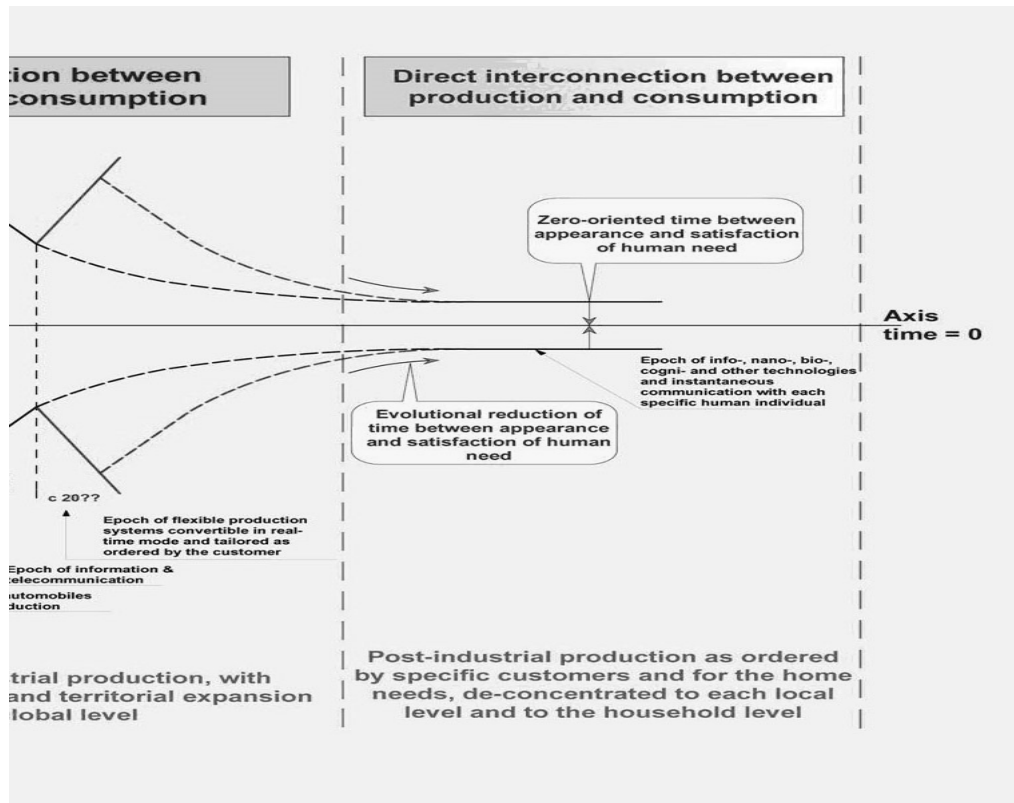 tion between
consumption
Direct interconnection between
production and consumption
Zero-oriented time between
appearance and satisfaction
of human need
Axis
time = 0
Epoch of info-, nano-, bio-,
cogni- and other technologies
and instantaneous
communication with each
specific human individual
Evolutional reduction of
time between appearance
and satisfaction of human
need
c 20??
Epoch of flexible production
systems convertible in real-
time mode and tailored as
ordered by the customer
Epoch of information &
telecommunication
automobiles
duction
trial production, with
and territorial expansion
lobal level
Post-industrial production as ordered
by specific customers and for the home
needs, de-concentrated to each local
level and to the household level